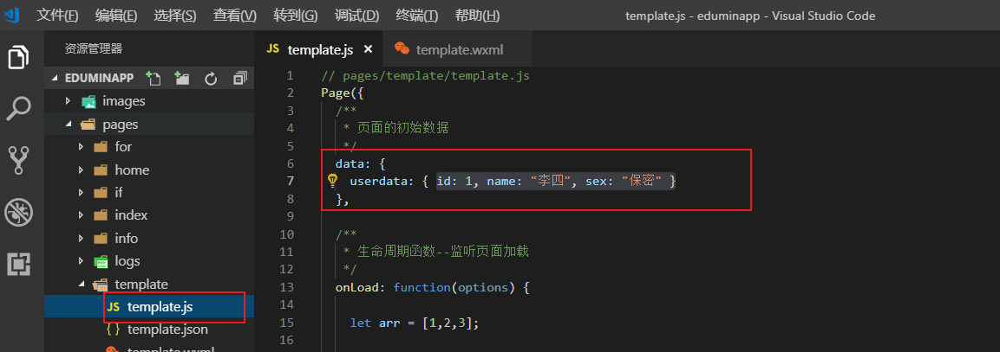 文件(F) 编辑(E) 选择(S) 查看(V) 转到(G) 调试(D) 终端(T) 帮助(H) template.js - eduminapp - Visual Studio Code
资源管理器
EDUMINAPP
images
pages
for
home
if
index
info
logs
template
JS template.js
{ } template.json
template.wxml
JS template.js × template.wxml
1 // pages/template/template.js
2 Page({
3 /**
4 * 页面的初始数据
5 */
6 data: {
7 userdata: { id: 1, name: "李四", sex: "保密" }
8 },
9
10 /**
11 * 生命周期函数--监听页面加载
12 */
13 onLoad: function(options) {
14
15 let arr = [1,2,3];
16